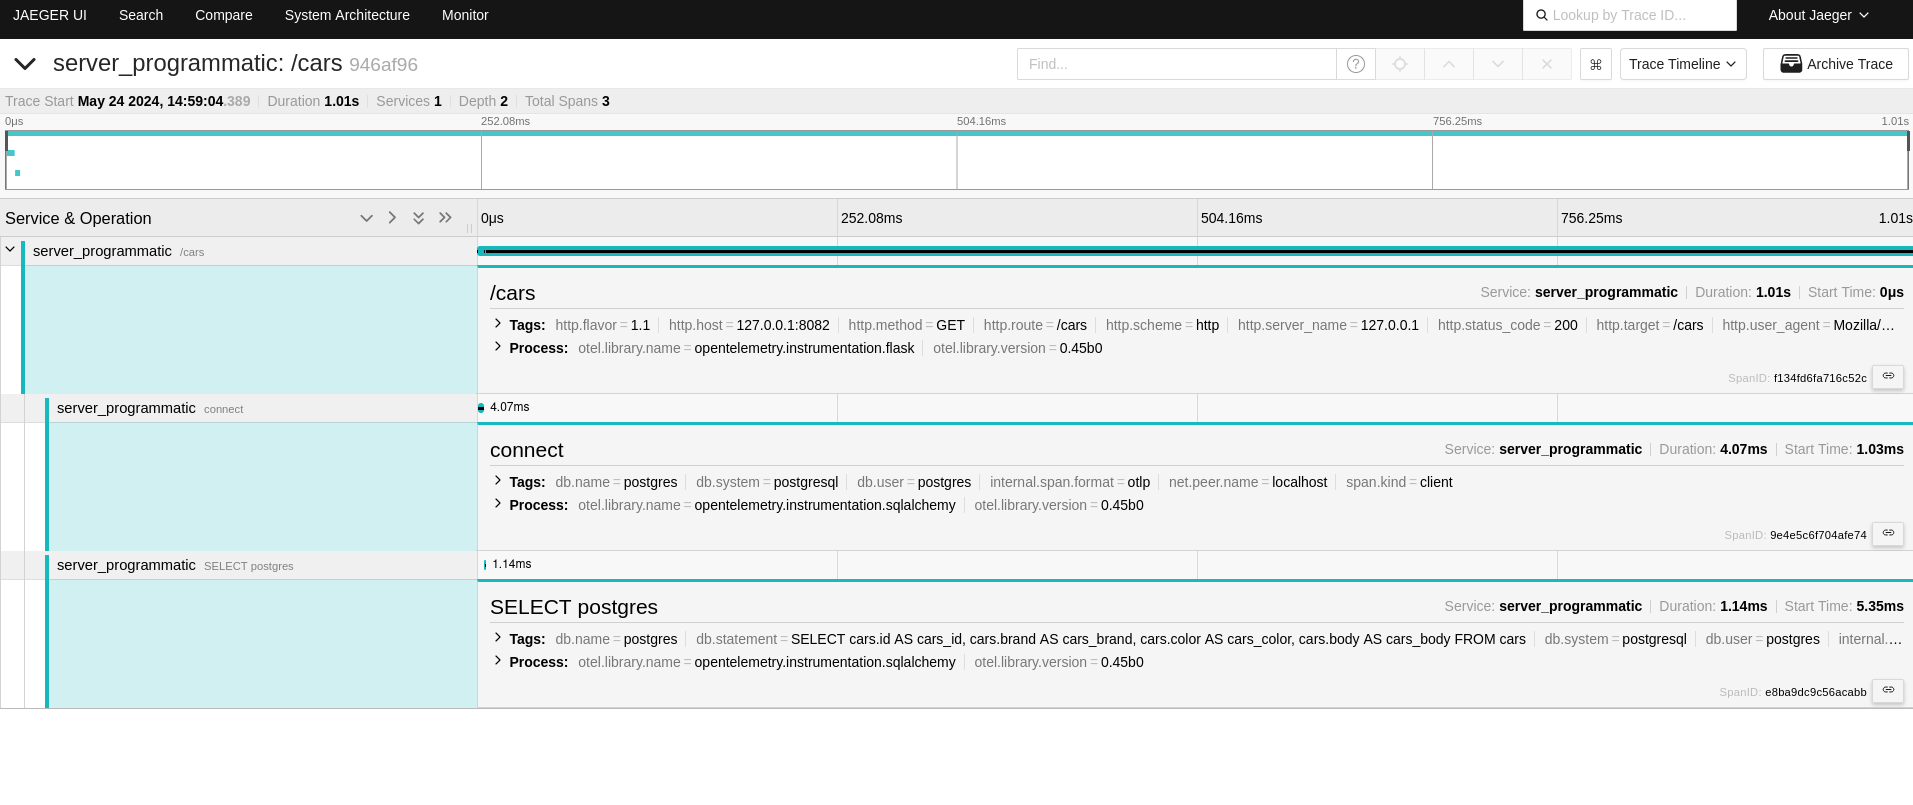 JAEGER UI Search Compare System Architecture Monitor Lookup by Trace ID... About Jaeger
server_programmatic: /cars 946af96 Find... ? ⌘ Trace Timeline Archive Trace
Trace Start May 24 2024, 14:59:04.389 Duration 1.01s Services 1 Depth 2 Total Spans 3
0μs 252.08ms 504.16ms 756.25ms 1.01s
Service & Operation 0μs 252.08ms 504.16ms 756.25ms 1.01s
server_programmatic /cars
/cars Service: server_programmatic Duration: 1.01s Start Time: 0μs
Tags: http.flavor = 1.1 http.host = 127.0.0.1:8082 http.method = GET http.route = /cars http.scheme = http http.server_name = 127.0.0.1 http.status_code = 200 http.target = /cars http.user_agent = Mozilla/…
Process: otel.library.name = opentelemetry.instrumentation.flask otel.library.version = 0.45b0
SpanID: f134fd6fa716c52c
server_programmatic connect 4.07ms
connect Service: server_programmatic Duration: 4.07ms Start Time: 1.03ms
Tags: db.name = postgres db.system = postgresql db.user = postgres internal.span.format = otlp net.peer.name = localhost span.kind = client
Process: otel.library.name = opentelemetry.instrumentation.sqlalchemy otel.library.version = 0.45b0
SpanID: 9e4e5c6f704afe74
server_programmatic SELECT postgres 1.14ms
SELECT postgres Service: server_programmatic Duration: 1.14ms Start Time: 5.35ms
Tags: db.name = postgres db.statement = SELECT cars.id AS cars_id, cars.brand AS cars_brand, cars.color AS cars_color, cars.body AS cars_body FROM cars db.system = postgresql db.user = postgres internal.…
Process: otel.library.name = opentelemetry.instrumentation.sqlalchemy otel.library.version = 0.45b0
SpanID: e8ba9dc9c56acabb